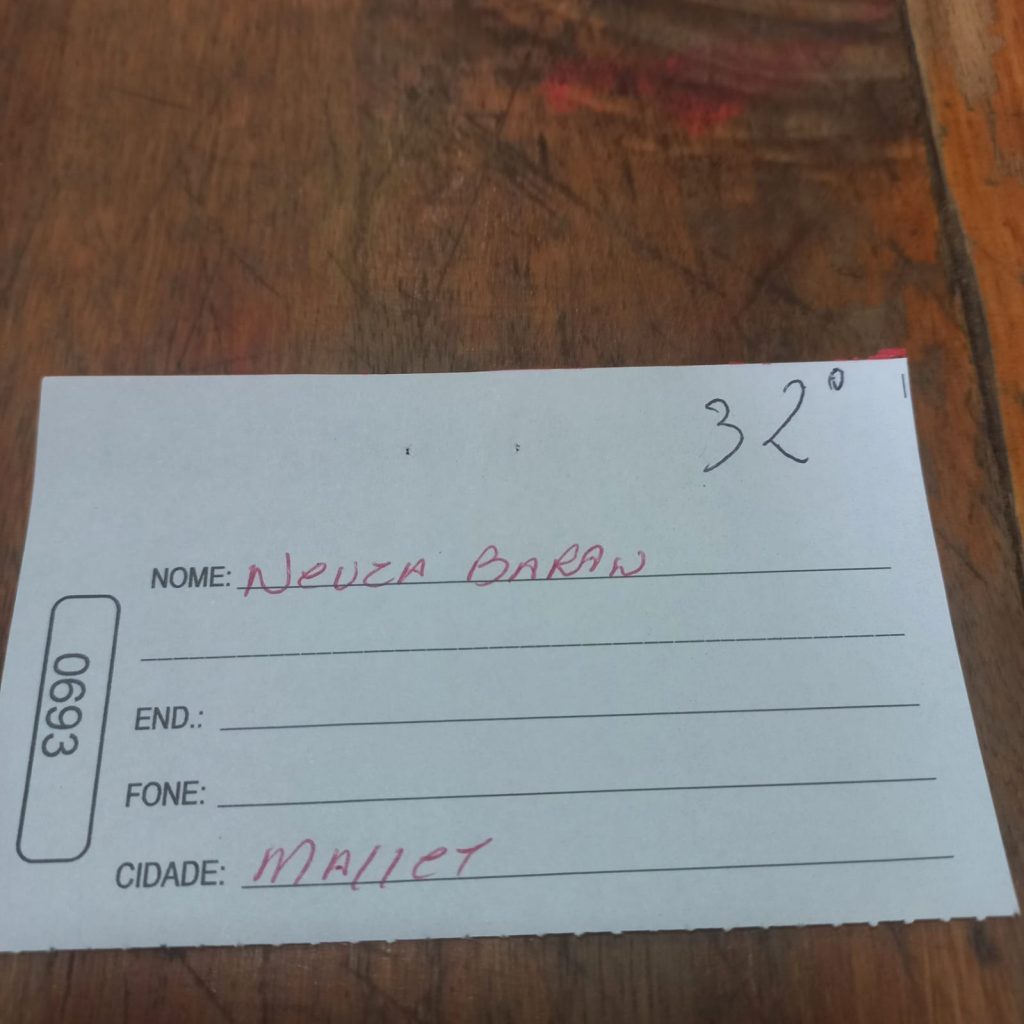 32º
NOME: Neuza BARAN
END.:
FONE:
CIDADE: MAllet
0693